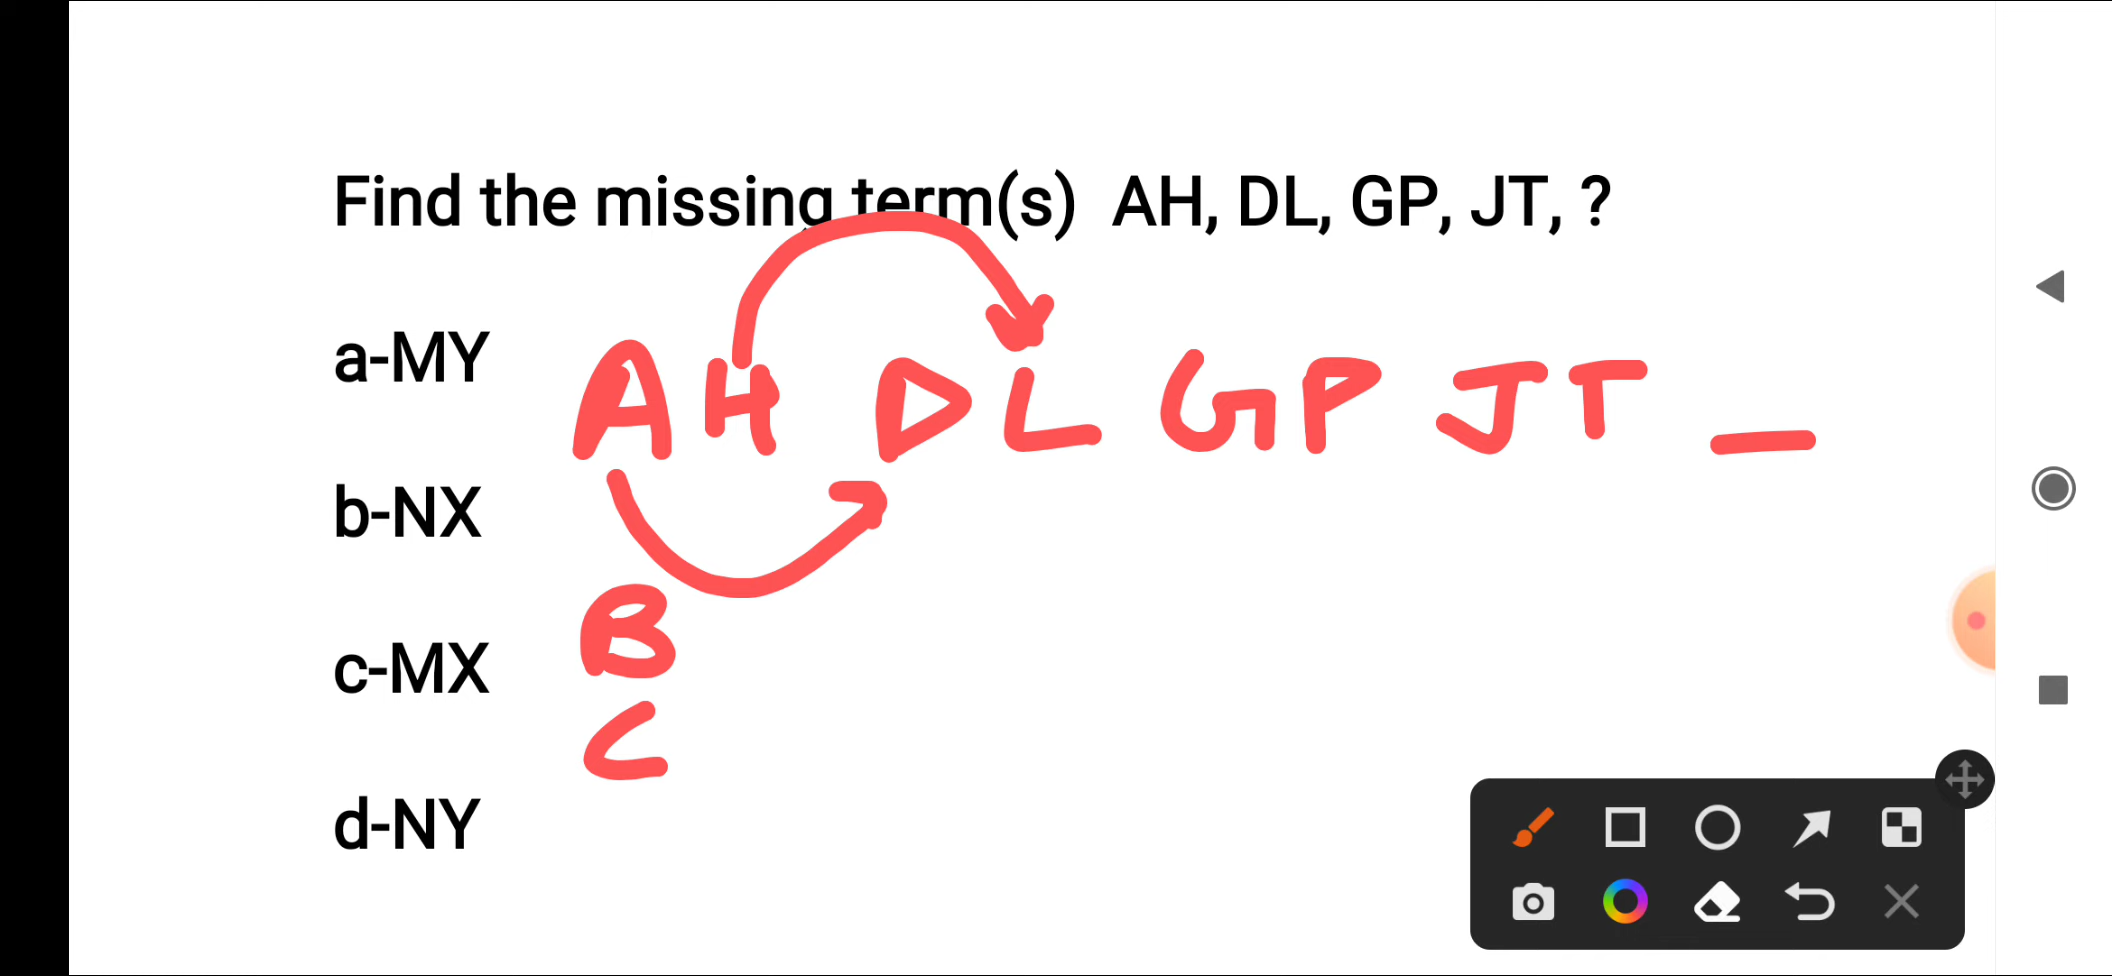 Find the missing term(s) AH, DL, GP, JT, ?
a-MY
AH DL GP JT _
b-NX
B
c-MX
C
d-NY